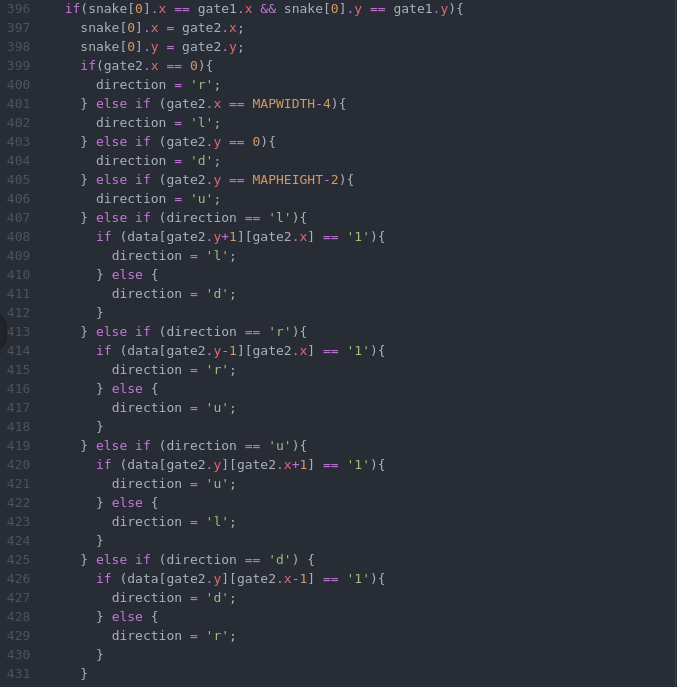 396 if(snake[0].x == gate1.x && snake[0].y == gate1.y){
397 snake[0].x = gate2.x;
398 snake[0].y = gate2.y;
399 if(gate2.x == 0){
400 direction = 'r';
401 } else if (gate2.x == MAPWIDTH-4){
402 direction = 'l';
403 } else if (gate2.y == 0){
404 direction = 'd';
405 } else if (gate2.y == MAPHEIGHT-2){
406 direction = 'u';
407 } else if (direction == 'l'){
408 if (data[gate2.y+1][gate2.x] == '1'){
409 direction = 'l';
410 } else {
411 direction = 'd';
412 }
413 } else if (direction == 'r'){
414 if (data[gate2.y-1][gate2.x] == '1'){
415 direction = 'r';
416 } else {
417 direction = 'u';
418 }
419 } else if (direction == 'u'){
420 if (data[gate2.y][gate2.x+1] == '1'){
421 direction = 'u';
422 } else {
423 direction = 'l';
424 }
425 } else if (direction == 'd') {
426 if (data[gate2.y][gate2.x-1] == '1'){
427 direction = 'd';
428 } else {
429 direction = 'r';
430 }
431 }